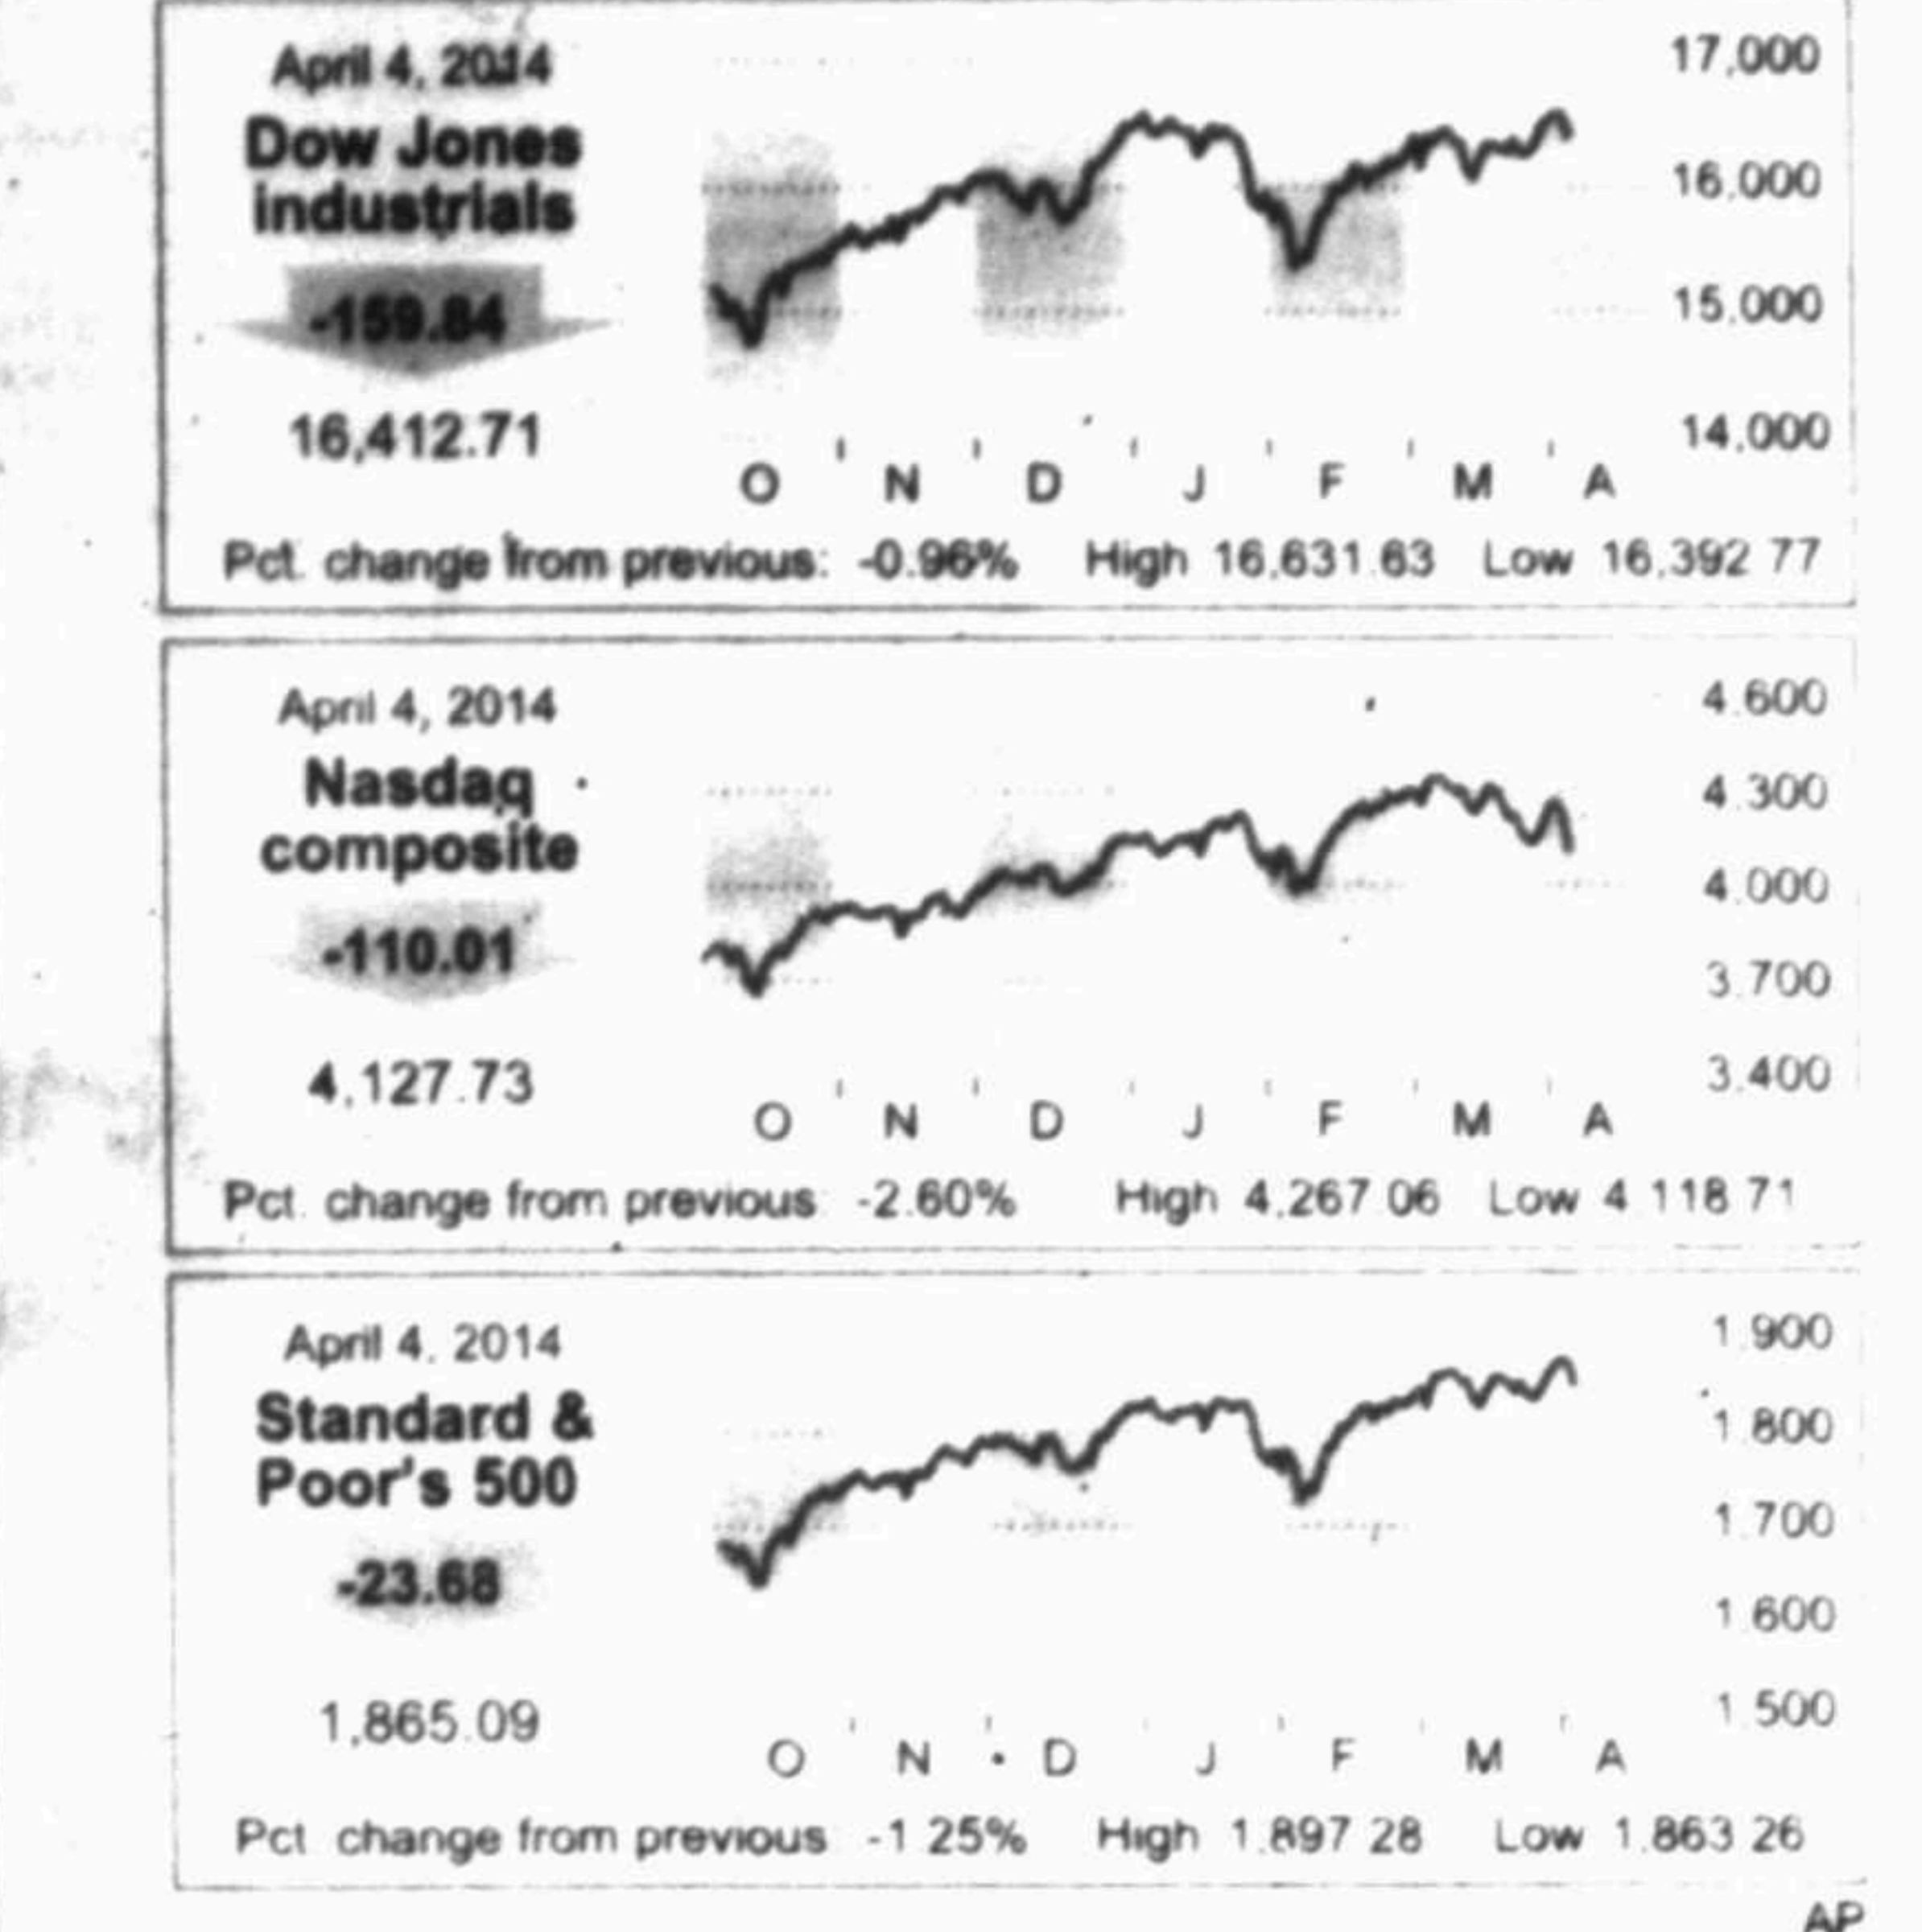 April 4, 2014
Dow Jones
industrials
-159.84
16,412.71
17,000
16,000
15,000
14,000
O N D J F M A
Pct. change from previous: -0.96% High 16,631.63 Low 16,392.77
April 4, 2014
Nasdaq
composite
-110.01
4,127.73
4,600
4,300
4,000
3,700
3,400
O N D J F M A
Pct. change from previous: -2.60% High 4,267.06 Low 4,118.71
April 4, 2014
Standard &
Poor's 500
-23.68
1,865.09
1,900
1,800
1,700
1,600
1,500
O N D J F M A
Pct. change from previous: -1.25% High 1,897.28 Low 1,863.26
AP